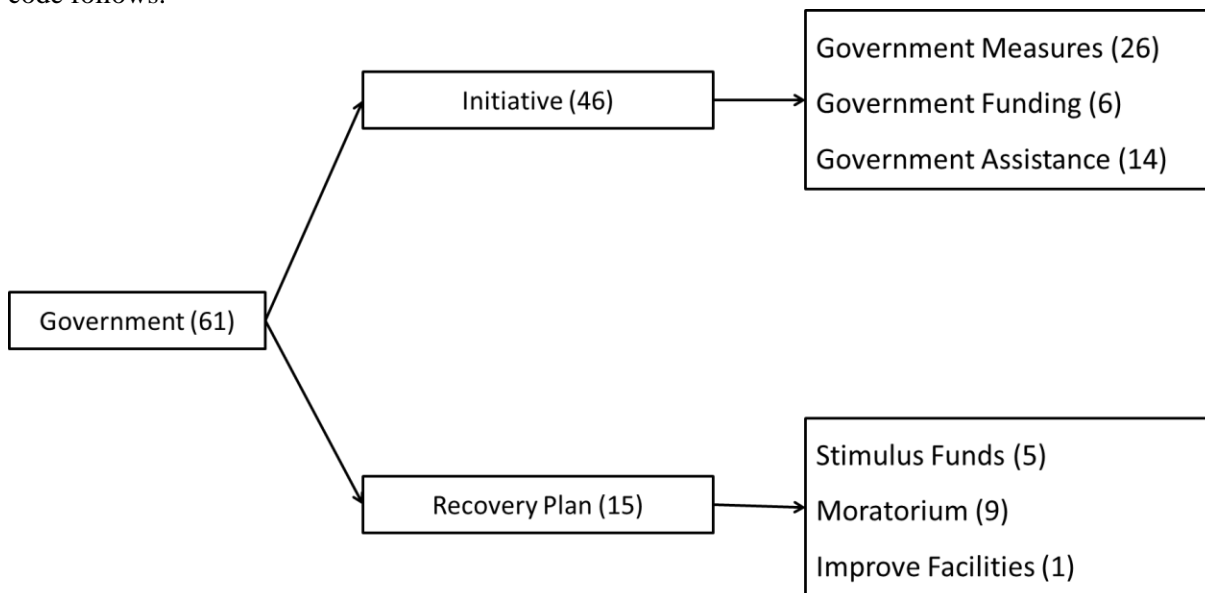 code follows.
Government Measures (26)
Initiative (46)
Government Funding (6)
Government Assistance (14)
Government (61)
Stimulus Funds (5)
Recovery Plan (15)
Moratorium (9)
Improve Facilities (1)